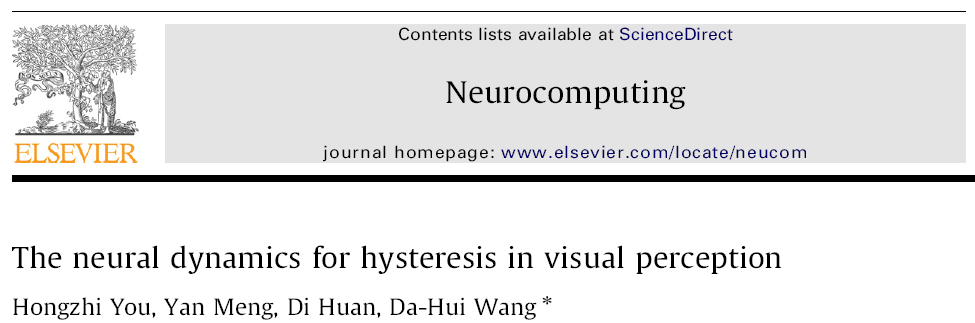 Contents lists available at ScienceDirect
Neurocomputing
ELSEVIER
journal homepage: www.elsevier.com/locate/neucom
The neural dynamics for hysteresis in visual perception
Hongzhi You, Yan Meng, Di Huan, Da-Hui Wang *